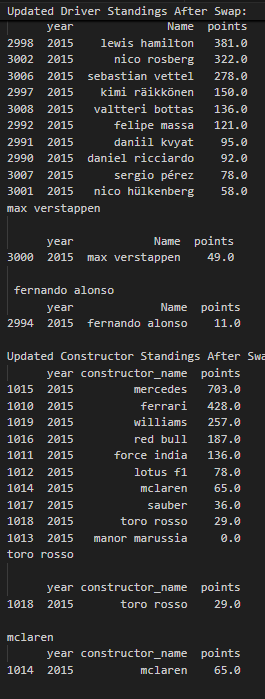 Updated Driver Standings After Swap:
year Name points
2998 2015 lewis hamilton 381.0
3002 2015 nico rosberg 322.0
3006 2015 sebastian vettel 278.0
2997 2015 kimi räikkönen 150.0
3008 2015 valtteri bottas 136.0
2992 2015 felipe massa 121.0
2991 2015 daniil kvyat 95.0
2990 2015 daniel ricciardo 92.0
3007 2015 sergio pérez 78.0
3001 2015 nico hülkenberg 58.0
max verstappen
year Name points
3000 2015 max verstappen 49.0
fernando alonso
year Name points
2994 2015 fernando alonso 11.0
Updated Constructor Standings After Swa
year constructor_name points
1015 2015 mercedes 703.0
1010 2015 ferrari 428.0
1019 2015 williams 257.0
1016 2015 red bull 187.0
1011 2015 force india 136.0
1012 2015 lotus f1 78.0
1014 2015 mclaren 65.0
1017 2015 sauber 36.0
1018 2015 toro rosso 29.0
1013 2015 manor marussia 0.0
toro rosso
year constructor_name points
1018 2015 toro rosso 29.0
mclaren
year constructor_name points
1014 2015 mclaren 65.0